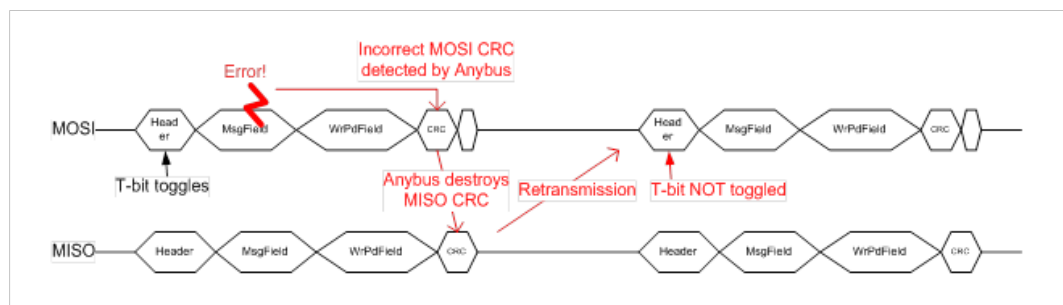 Incorrect MOSI CRC
detected by Anybus
Error!
MOSI
Head
er
MsgField
WrPdField
CRC
Head
er
MsgField
WrPdField
CRC
T-bit toggles
Anybus destroys
MISO CRC
Retransmission
T-bit NOT toggled
MISO
Header
MsgField
WrPdField
CRC
Header
MsgField
WrPdField
CRC